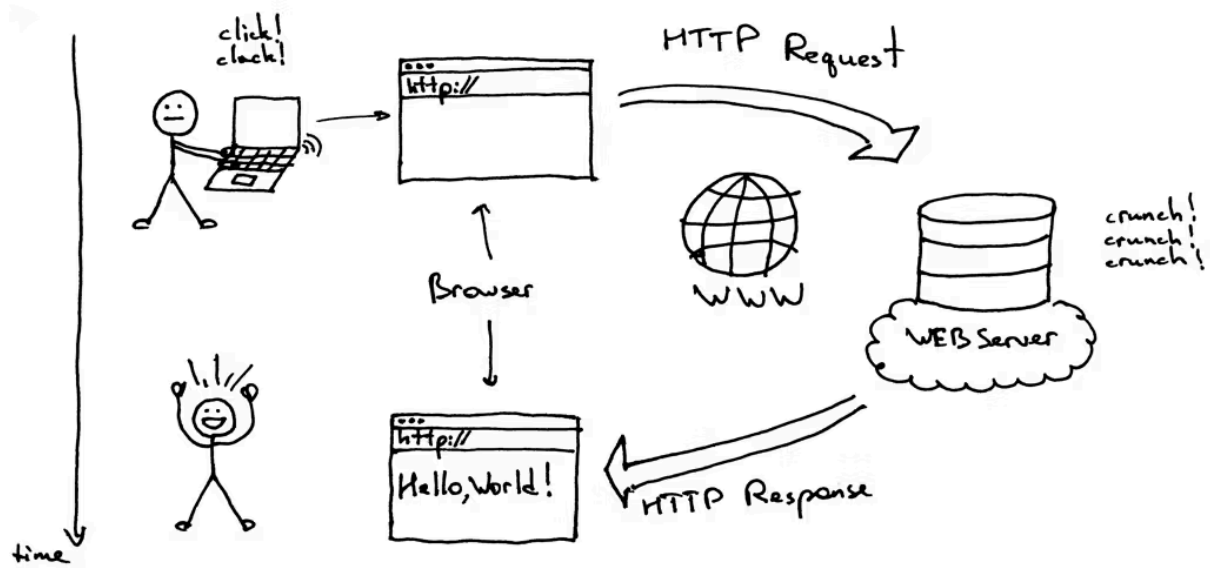 click!
clack!
HTTP Request
http://
crunch!
crunch!
crunch!
Browser
WWW
WEB Server
http://
Hello, World!
HTTP Response
time